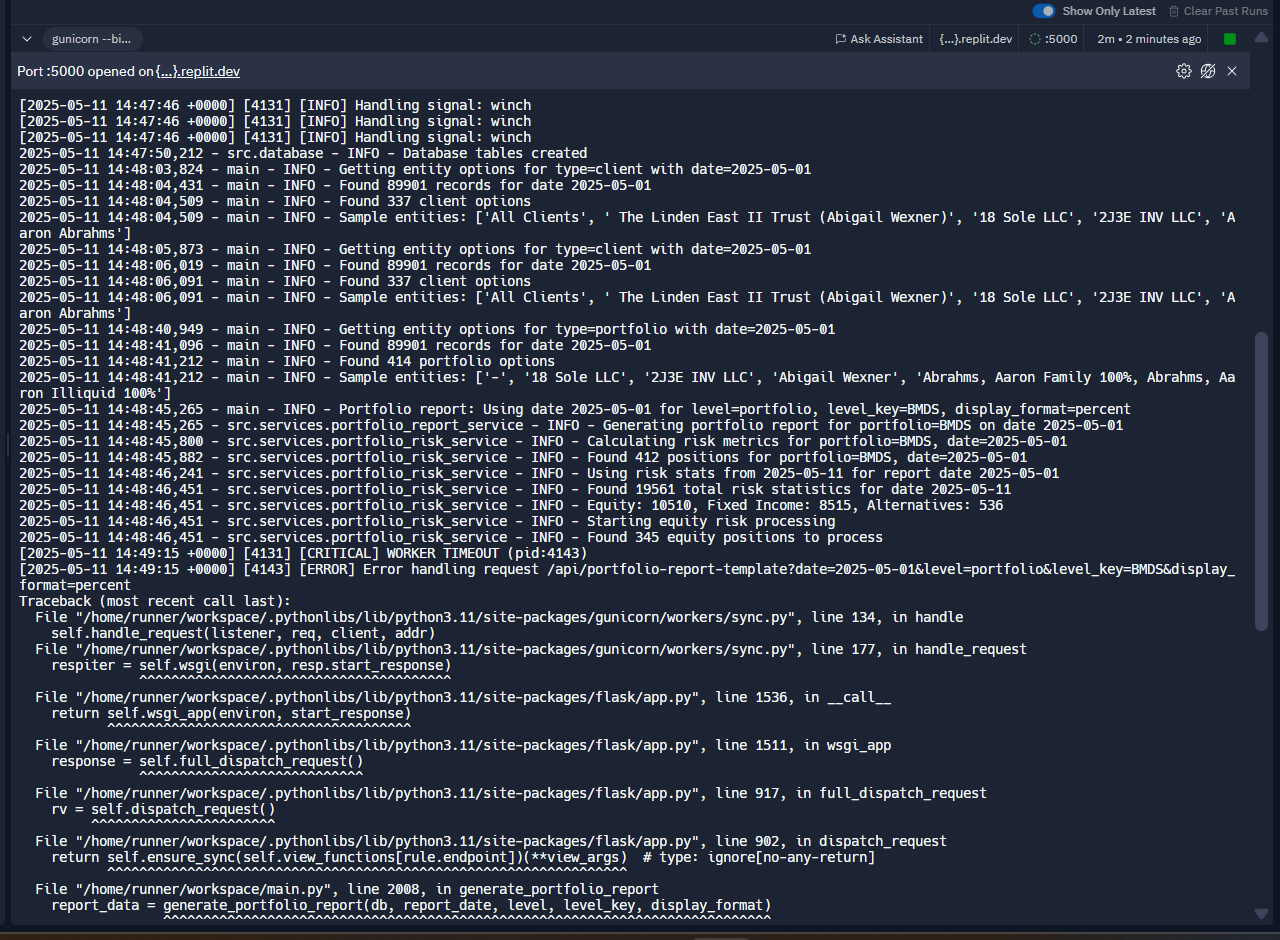 Show Only Latest Clear Past Runs
gunicorn --bi... Ask Assistant {...}.replit.dev :5000 2m • 2 minutes ago
Port :5000 opened on {...}.replit.dev
[2025-05-11 14:47:46 +0000] [4131] [INFO] Handling signal: winch
[2025-05-11 14:47:46 +0000] [4131] [INFO] Handling signal: winch
[2025-05-11 14:47:46 +0000] [4131] [INFO] Handling signal: winch
2025-05-11 14:47:50,212 - src.database - INFO - Database tables created
2025-05-11 14:48:03,824 - main - INFO - Getting entity options for type=client with date=2025-05-01
2025-05-11 14:48:04,431 - main - INFO - Found 89901 records for date 2025-05-01
2025-05-11 14:48:04,509 - main - INFO - Found 337 client options
2025-05-11 14:48:04,509 - main - INFO - Sample entities: ['All Clients', ' The Linden East II Trust (Abigail Wexner)', '18 Sole LLC', '2J3E INV LLC', 'A
aron Abrahms']
2025-05-11 14:48:05,873 - main - INFO - Getting entity options for type=client with date=2025-05-01
2025-05-11 14:48:06,019 - main - INFO - Found 89901 records for date 2025-05-01
2025-05-11 14:48:06,091 - main - INFO - Found 337 client options
2025-05-11 14:48:06,091 - main - INFO - Sample entities: ['All Clients', ' The Linden East II Trust (Abigail Wexner)', '18 Sole LLC', '2J3E INV LLC', 'A
aron Abrahms']
2025-05-11 14:48:40,949 - main - INFO - Getting entity options for type=portfolio with date=2025-05-01
2025-05-11 14:48:41,096 - main - INFO - Found 89901 records for date 2025-05-01
2025-05-11 14:48:41,212 - main - INFO - Found 414 portfolio options
2025-05-11 14:48:41,212 - main - INFO - Sample entities: ['-', '18 Sole LLC', '2J3E INV LLC', 'Abigail Wexner', 'Abrahms, Aaron Family 100%, Abrahms, Aa
ron Illiquid 100%']
2025-05-11 14:48:45,265 - main - INFO - Portfolio report: Using date 2025-05-01 for level=portfolio, level_key=BMDS, display_format=percent
2025-05-11 14:48:45,265 - src.services.portfolio_report_service - INFO - Generating portfolio report for portfolio=BMDS on date 2025-05-01
2025-05-11 14:48:45,800 - src.services.portfolio_risk_service - INFO - Calculating risk metrics for portfolio=BMDS, date=2025-05-01
2025-05-11 14:48:45,882 - src.services.portfolio_risk_service - INFO - Found 412 positions for portfolio=BMDS, date=2025-05-01
2025-05-11 14:48:46,241 - src.services.portfolio_risk_service - INFO - Using risk stats from 2025-05-11 for report date 2025-05-01
2025-05-11 14:48:46,451 - src.services.portfolio_risk_service - INFO - Found 19561 total risk statistics for date 2025-05-11
2025-05-11 14:48:46,451 - src.services.portfolio_risk_service - INFO - Equity: 10510, Fixed Income: 8515, Alternatives: 536
2025-05-11 14:48:46,451 - src.services.portfolio_risk_service - INFO - Starting equity risk processing
2025-05-11 14:48:46,451 - src.services.portfolio_risk_service - INFO - Found 345 equity positions to process
[2025-05-11 14:49:15 +0000] [4131] [CRITICAL] WORKER TIMEOUT (pid:4143)
[2025-05-11 14:49:15 +0000] [4143] [ERROR] Error handling request /api/portfolio-report-template?date=2025-05-01&level=portfolio&level_key=BMDS&display_
format=percent
Traceback (most recent call last):
  File "/home/runner/workspace/.pythonlibs/lib/python3.11/site-packages/gunicorn/workers/sync.py", line 134, in handle
    self.handle_request(listener, req, client, addr)
  File "/home/runner/workspace/.pythonlibs/lib/python3.11/site-packages/gunicorn/workers/sync.py", line 177, in handle_request
    respiter = self.wsgi(environ, resp.start_response)
               ^^^^^^^^^^^^^^^^^^^^^^^^^^^^^^^^^^^^^^^
  File "/home/runner/workspace/.pythonlibs/lib/python3.11/site-packages/flask/app.py", line 1536, in __call__
    return self.wsgi_app(environ, start_response)
           ^^^^^^^^^^^^^^^^^^^^^^^^^^^^^^^^^^^^^^
  File "/home/runner/workspace/.pythonlibs/lib/python3.11/site-packages/flask/app.py", line 1511, in wsgi_app
    response = self.full_dispatch_request()
               ^^^^^^^^^^^^^^^^^^^^^^^^^^^^
  File "/home/runner/workspace/.pythonlibs/lib/python3.11/site-packages/flask/app.py", line 917, in full_dispatch_request
    rv = self.dispatch_request()
         ^^^^^^^^^^^^^^^^^^^^^^^
  File "/home/runner/workspace/.pythonlibs/lib/python3.11/site-packages/flask/app.py", line 902, in dispatch_request
    return self.ensure_sync(self.view_functions[rule.endpoint])(**view_args)  # type: ignore[no-any-return]
           ^^^^^^^^^^^^^^^^^^^^^^^^^^^^^^^^^^^^^^^^^^^^^^^^^^^^^^^^^^^^^^^^^
  File "/home/runner/workspace/main.py", line 2008, in generate_portfolio_report
    report_data = generate_portfolio_report(db, report_date, level, level_key, display_format)
                  ^^^^^^^^^^^^^^^^^^^^^^^^^^^^^^^^^^^^^^^^^^^^^^^^^^^^^^^^^^^^^^^^^^^^^^^^^^^^